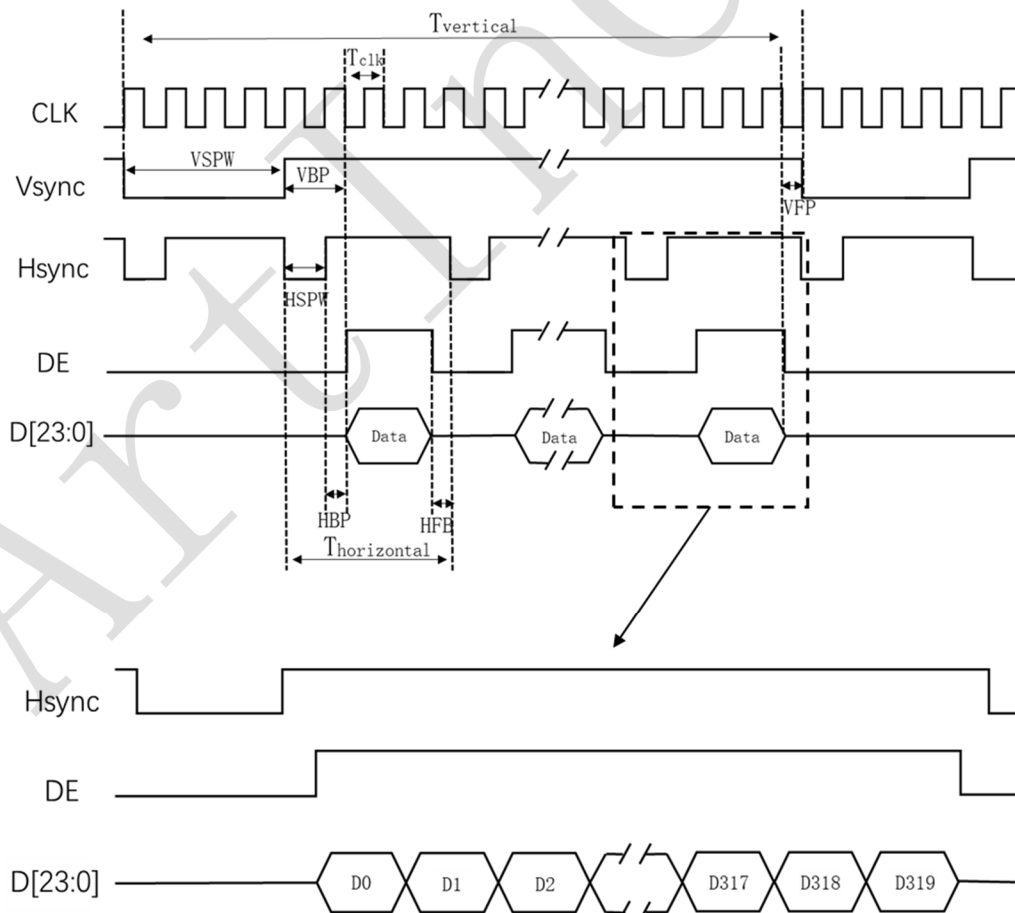 Tvertical
Tclk
CLK
VSPW
VBP
Vsync
VFP
Hsync
HSPW
DE
D[23:0]
Data
Data
Data
HBP
HFB
Thorizontal
Hsync
DE
D[23:0]
D0
D1
D2
D317
D318
D319